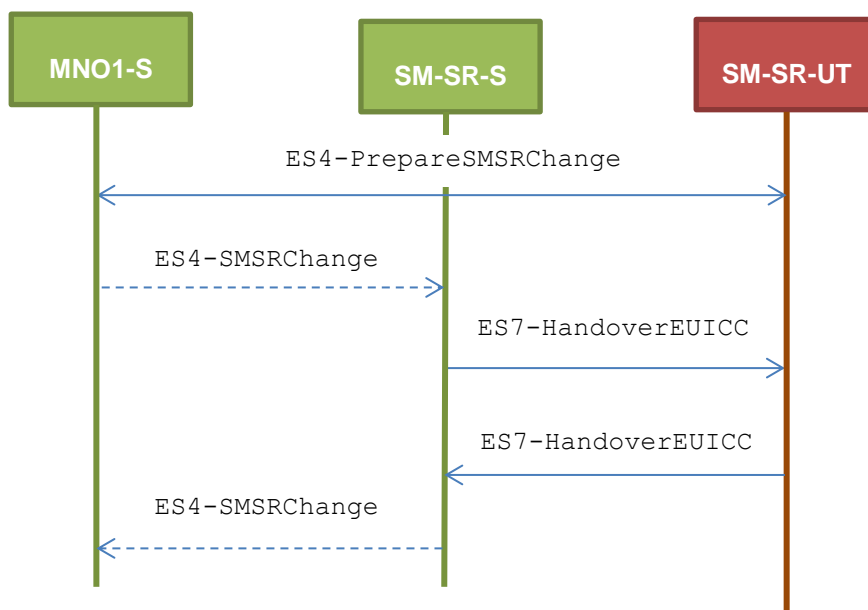 MNO1-S
SM-SR-S
SM-SR-UT
ES4-PrepareSMSRChange
ES4-SMSRChange
ES7-HandoverEUICC
ES7-HandoverEUICC
ES4-SMSRChange